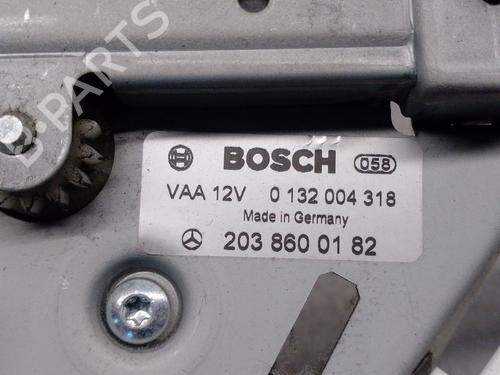 B-PARTS
BOSCH 058
VAA 12V 0 132 004 318
Made in Germany
203 860 01 82